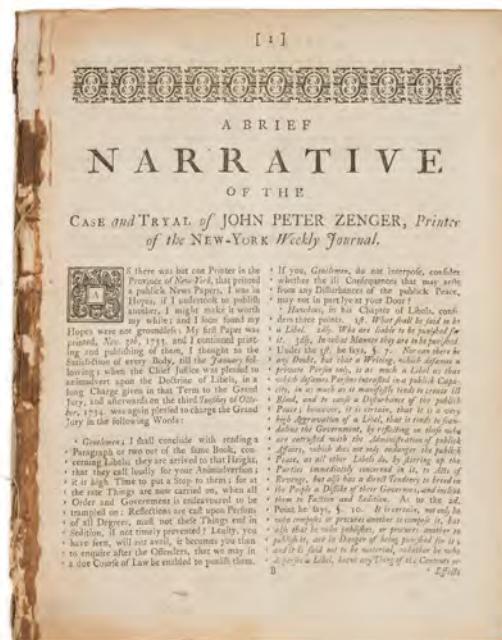 [ 1 ]
A BRIEF
NARRATIVE
OF THE
CASE and TRYAL of JOHN PETER ZENGER, Printer
of the NEW-YORK Weekly Journal.
AS there was but one Printer in the
Province of New-York, that printed
a publick News Papers, I was in
Hopes, if I undertook to publish
another, I might make it worth
my while; and I soon found my
Hopes were not groundless: My first Paper was
printed, Nov. 5th, 1733. and I continued print-
ing and publishing of them, I thought to the
Satisfaction of every Body, till the January fol-
lowing; when the Chief Justice was pleased to
animadvert upon the Doctrine of Libels, in a
long Charge given in that Term to the Grand
Jury, and afterwards on the third Tuesday of Octo-
ber, 1734. was again pleased to charge the Grand
Jury in the following Words:
‘ Gentlemen; I shall conclude with reading a
‘ Paragraph or two out of the same Book, con-
‘ cerning Libels; they are arrived to that Height,
‘ that they call loudly for your Animadversion;
‘ it is high Time to put a Stop to them; for at
‘ the rate Things are now carried on, when all
‘ Order and Government is endeavoured to be
‘ trampled on; Reflections are cast upon Persons
‘ of all Degrees, must not these Things end in
‘ Sedition, if not timely prevented? Lenity, you
‘ have seen, will not avail, it becomes you then
‘ to enquire after the Offenders, that we may in
‘ a due Course of Law be enabled to punish them.
‘ If you, Gentlemen, do not interpose, consider
‘ whether the ill Consequences that may arise
‘ from any Disturbances of the publick Peace,
‘ may not in part lye at your Door?
‘ Hawkins, in his Chapter of Libels, consi-
‘ ders three points. 1st. What shall be said to be
‘ a Libel. 2dly. Who are liable to be punished for
‘ it. 3dly. In what Manner they are to be punished.
‘ Under the 1st. he says, §. 7. Nor can there be
‘ any Doubt, but that a Writing, which defames a
‘ private Person only, is as much a Libel as that
‘ which defames Persons intrusted in a publick Capa-
‘ city, in as much as it manifestly tends to create ill
‘ Blood, and to cause a Disturbance of the publick
‘ Peace; however, it is certain, that it is a very
‘ high Aggravation of a Libel, that it tends to scan-
‘ dalize the Government, by reflecting on those who
‘ are entrusted with the Administration of publick
‘ Affairs, which does not only endanger the publick
‘ Peace, as all other Libels do, by stirring up the
‘ Parties immediately concerned in it, to Acts of
‘ Revenge, but also has a direct Tendency to breed in
‘ the People a Dislike of their Governors, and incline
‘ them to Faction and Sedition. As to the 2d.
‘ Point he says, §. 10. It is certain, not only he
‘ who composes or procures another to compose it, but
‘ also that he who publishes, or procures another to
‘ publish it, are in Danger of being punished for it;
‘ and it is said not to be material, whether he who
‘ disperses a Libel, knew any Thing of the Contents or
B
‘ Effects